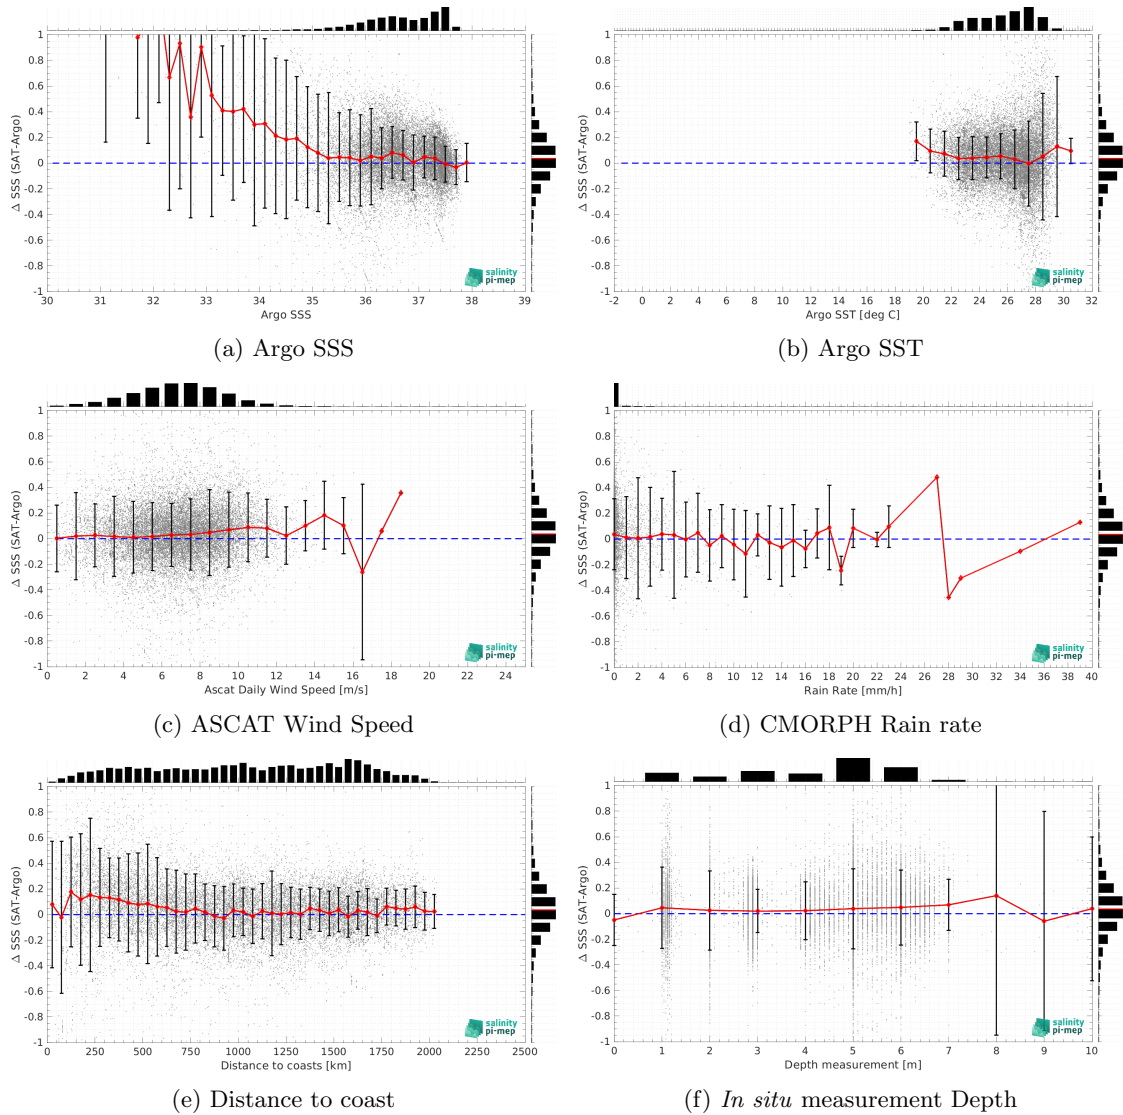 Δ SSS (SAT-Argo)
1
0.8
0.6
0.4
0.2
0
-0.2
-0.4
-0.6
-0.8
-1
salinity
pi-mep
30 31 32 33 34 35 36 37 38 39
Argo SSS
(a) Argo SSS
Δ SSS (SAT-Argo)
1
0.8
0.6
0.4
0.2
0
-0.2
-0.4
-0.6
-0.8
-1
salinity
pi-mep
-2 0 2 4 6 8 10 12 14 16 18 20 22 24 26 28 30 32
Argo SST [deg C]
(b) Argo SST
Δ SSS (SAT-Argo)
1
0.8
0.6
0.4
0.2
0
-0.2
-0.4
-0.6
-0.8
-1
salinity
pi-mep
0 2 4 6 8 10 12 14 16 18 20 22 24
Ascat Daily Wind Speed [m/s]
(c) ASCAT Wind Speed
Δ SSS (SAT-Argo)
1
0.8
0.6
0.4
0.2
0
-0.2
-0.4
-0.6
-0.8
-1
salinity
pi-mep
0 2 4 6 8 10 12 14 16 18 20 22 24 26 28 30 32 34 36 38 40
Rain Rate [mm/h]
(d) CMORPH Rain rate
Δ SSS (SAT-Argo)
1
0.8
0.6
0.4
0.2
0
-0.2
-0.4
-0.6
-0.8
-1
salinity
pi-mep
0 250 500 750 1000 1250 1500 1750 2000 2250 2500
Distance to coasts [km]
(e) Distance to coast
Δ SSS (SAT-Argo)
1
0.8
0.6
0.4
0.2
0
-0.2
-0.4
-0.6
-0.8
-1
salinity
pi-mep
0 1 2 3 4 5 6 7 8 9 10
Depth measurement [m]
(f) In situ measurement Depth